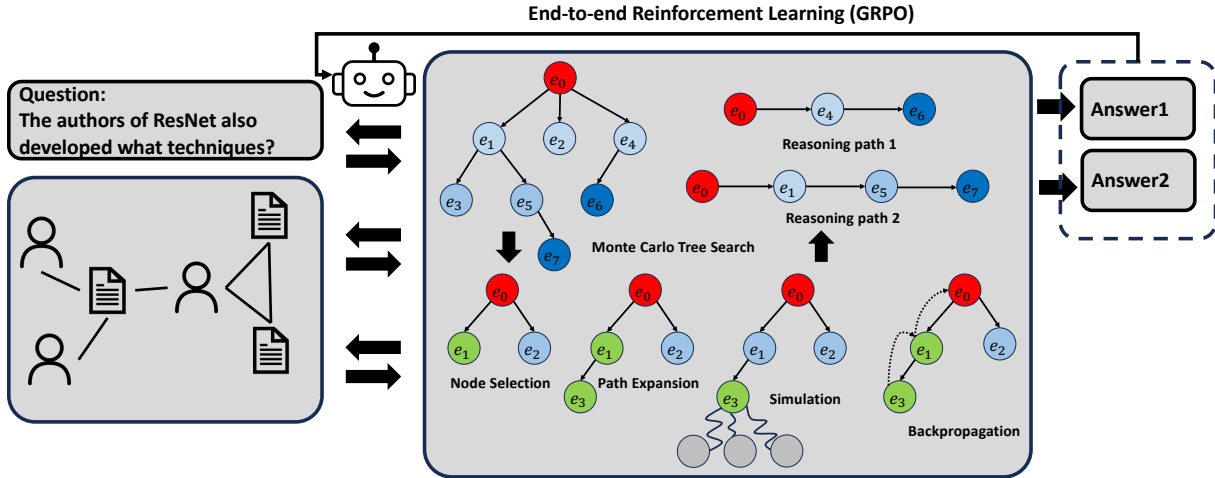 End-to-end Reinforcement Learning (GRPO)
Question:
The authors of ResNet also
developed what techniques?
e₀
e₁
e₂
e₄
e₃
e₅
e₆
e₇
Monte Carlo Tree Search
e₀
e₄
e₆
Reasoning path 1
e₀
e₁
e₅
e₇
Reasoning path 2
Answer1
Answer2
e₀
e₁
e₂
Node Selection
e₀
e₁
e₂
e₃
Path Expansion
e₀
e₁
e₂
e₃
Simulation
e₀
e₁
e₂
e₃
Backpropagation